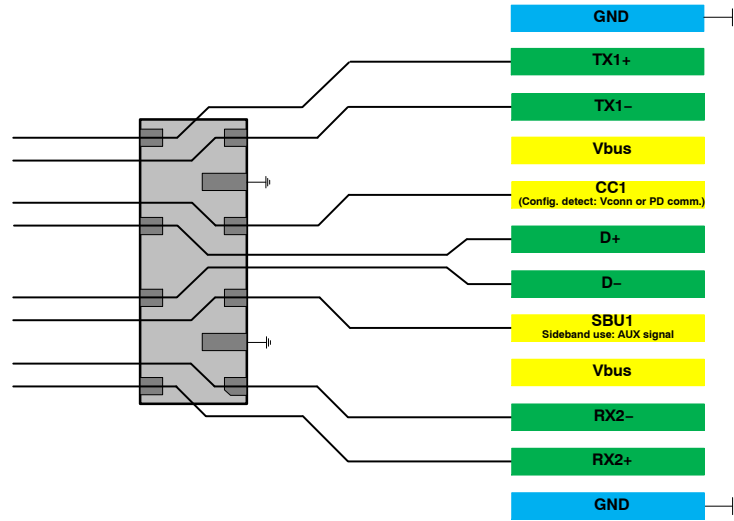 GND
TX1+
TX1−
Vbus
CC1
(Config. detect: Vconn or PD comm.)
D+
D−
SBU1
Sideband use: AUX signal
Vbus
RX2−
RX2+
GND